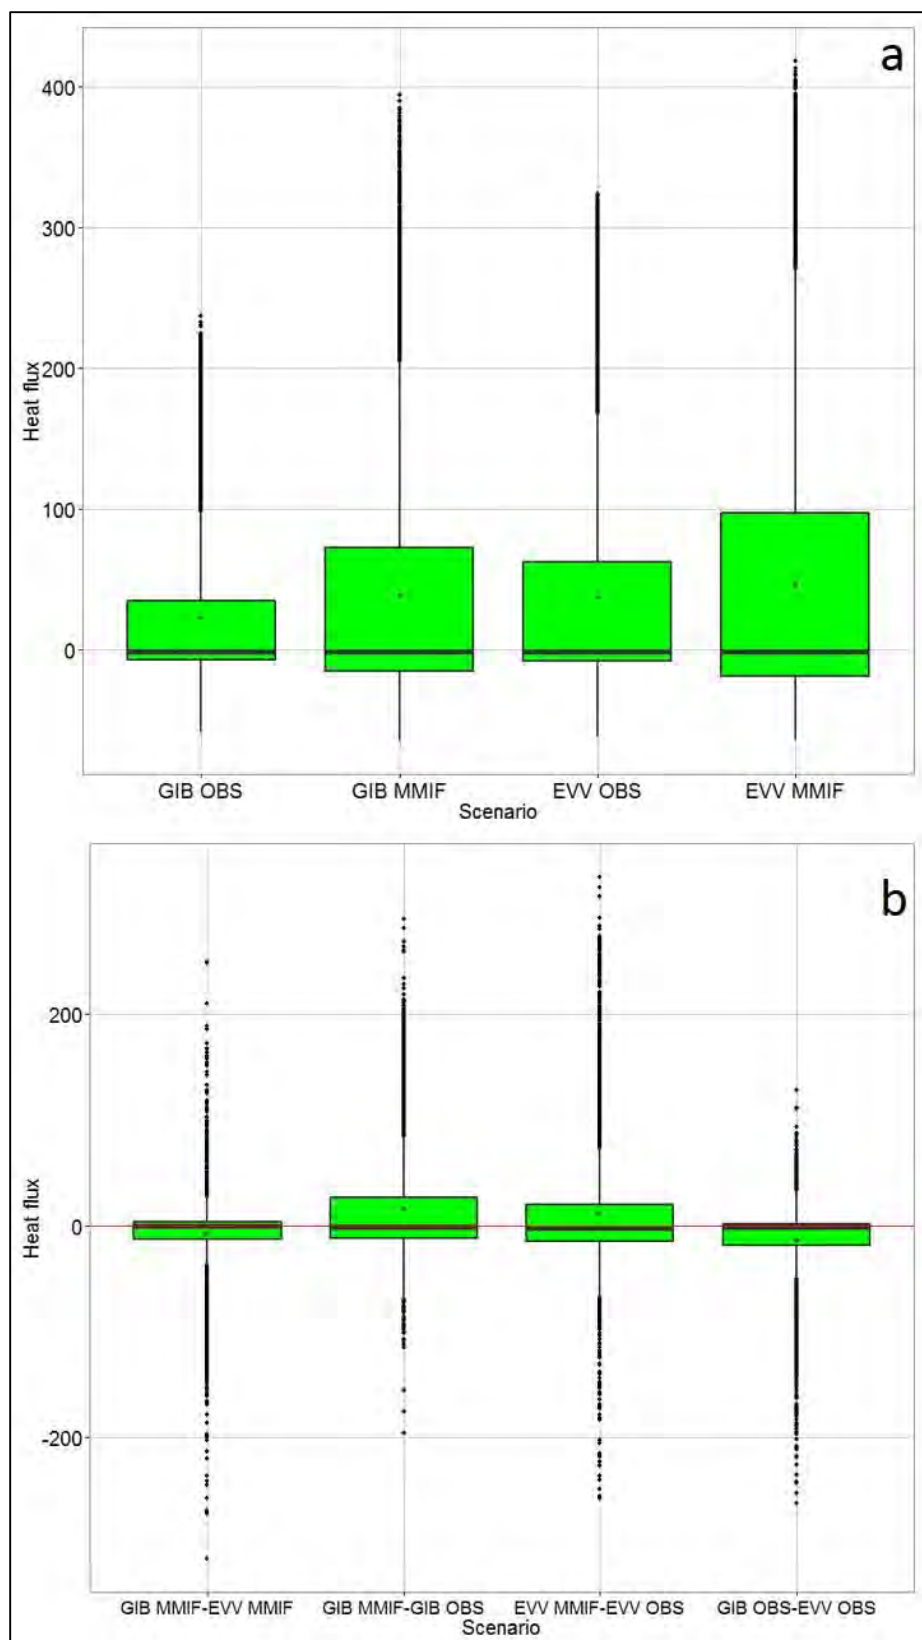 a
400
300
200
100
0
Heat flux
GIB OBS GIB MMIF EVV OBS EVV MMIF
Scenario
b
200
0
-200
Heat flux
GIB MMIF-EVV MMIF GIB MMIF-GIB OBS EVV MMIF-EVV OBS GIB OBS-EVV OBS
Scenario